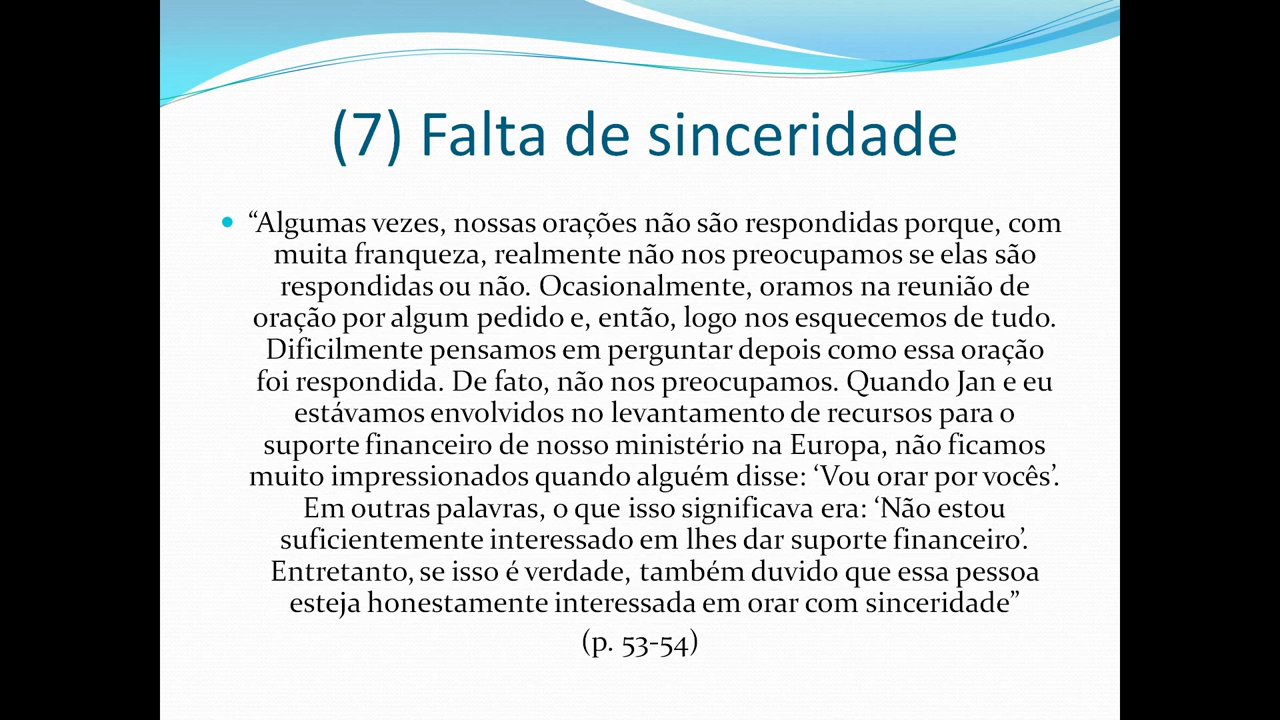 (7) Falta de sinceridade
• “Algumas vezes, nossas orações não são respondidas porque, com
muita franqueza, realmente não nos preocupamos se elas são
respondidas ou não. Ocasionalmente, oramos na reunião de
oração por algum pedido e, então, logo nos esquecemos de tudo.
Dificilmente pensamos em perguntar depois como essa oração
foi respondida. De fato, não nos preocupamos. Quando Jan e eu
estávamos envolvidos no levantamento de recursos para o
suporte financeiro de nosso ministério na Europa, não ficamos
muito impressionados quando alguém disse: ‘Vou orar por vocês’.
Em outras palavras, o que isso significava era: ‘Não estou
suficientemente interessado em lhes dar suporte financeiro’.
Entretanto, se isso é verdade, também duvido que essa pessoa
esteja honestamente interessada em orar com sinceridade”
(p. 53-54)